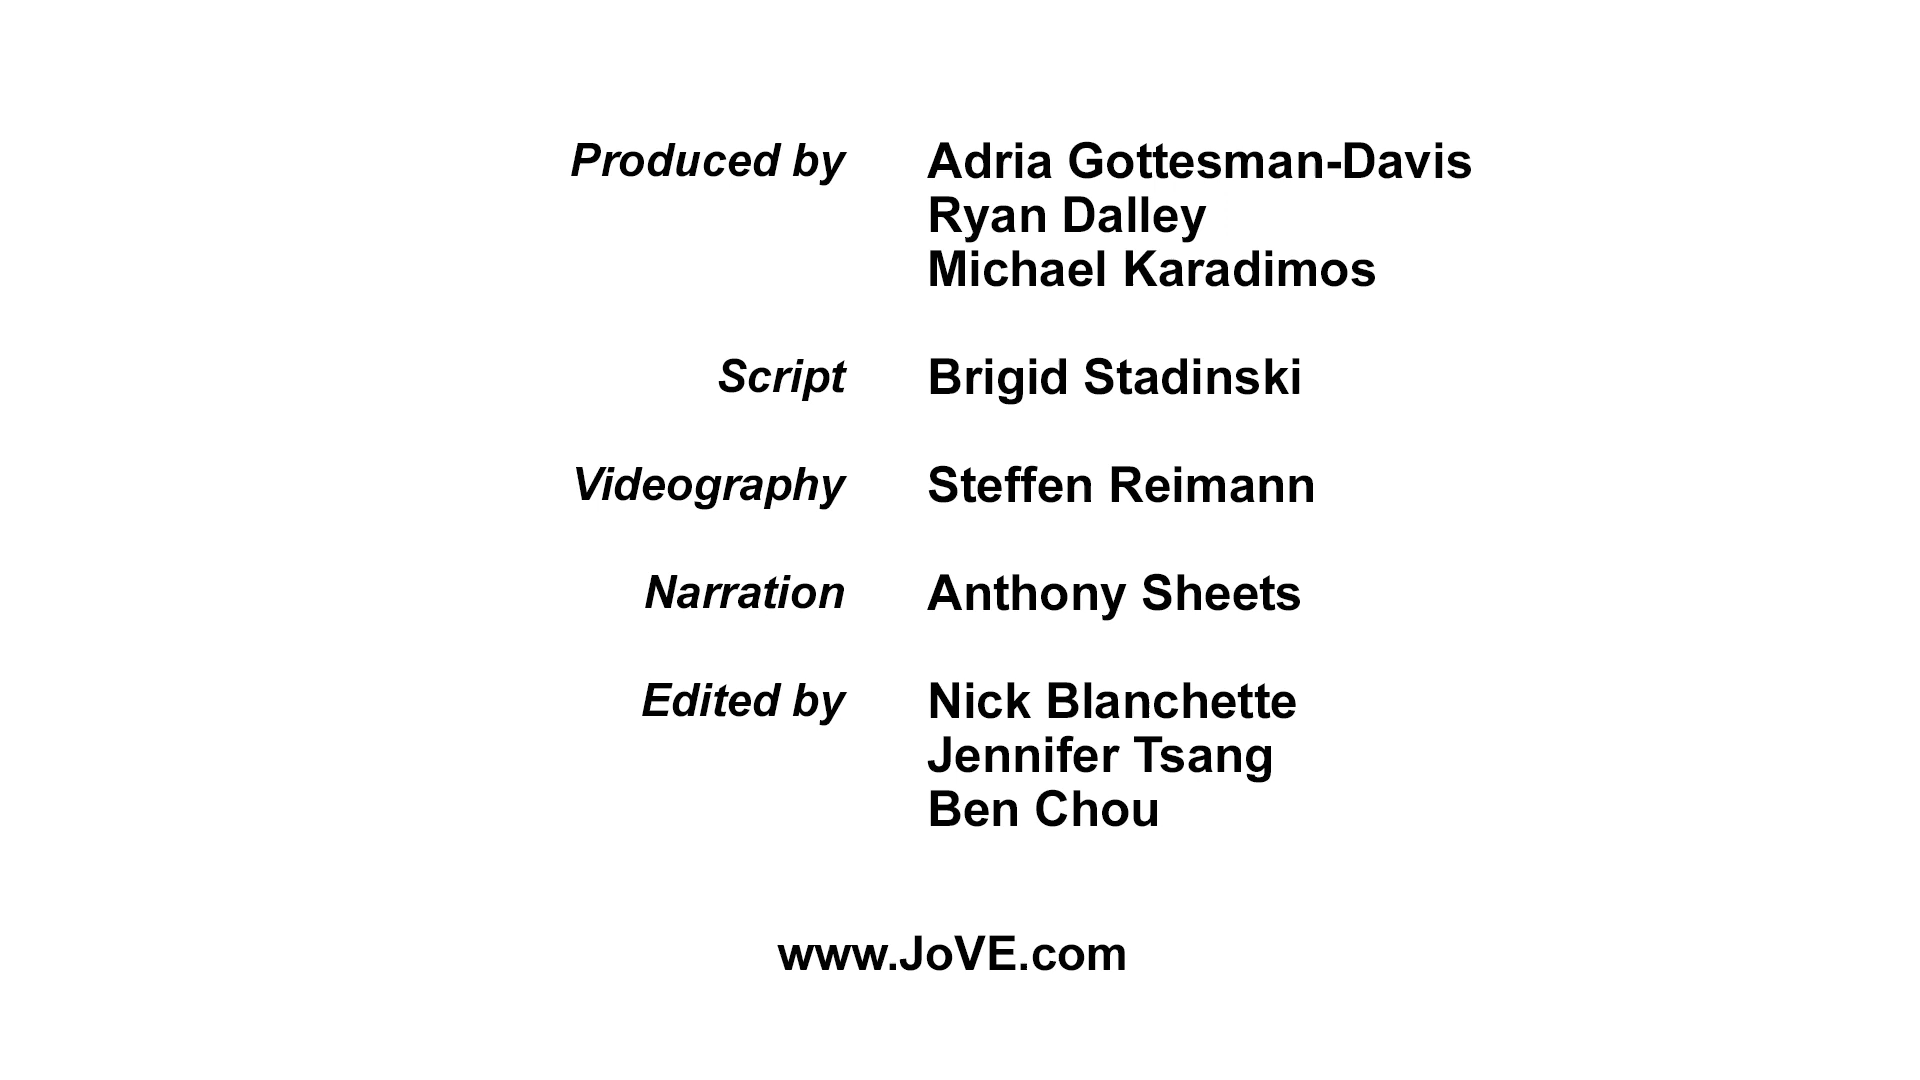 Produced by Adria Gottesman-Davis
Ryan Dalley
Michael Karadimos
Script Brigid Stadinski
Videography Steffen Reimann
Narration Anthony Sheets
Edited by Nick Blanchette
Jennifer Tsang
Ben Chou
www.JoVE.com